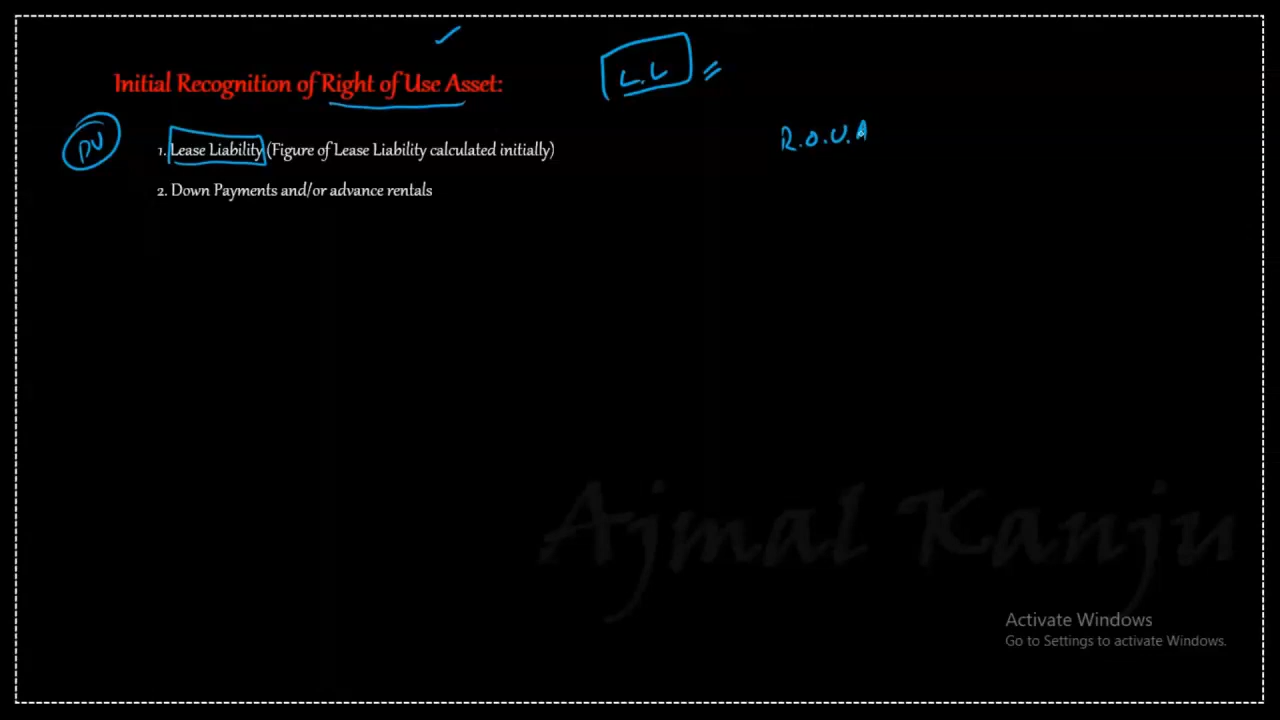 Initial Recognition of Right of Use Asset:
L.L =
PV
1. Lease Liability (Figure of Lease Liability calculated initially)
R.O.U.A
2. Down Payments and/or advance rentals
Ajmal Kanju
Activate Windows
Go to Settings to activate Windows.